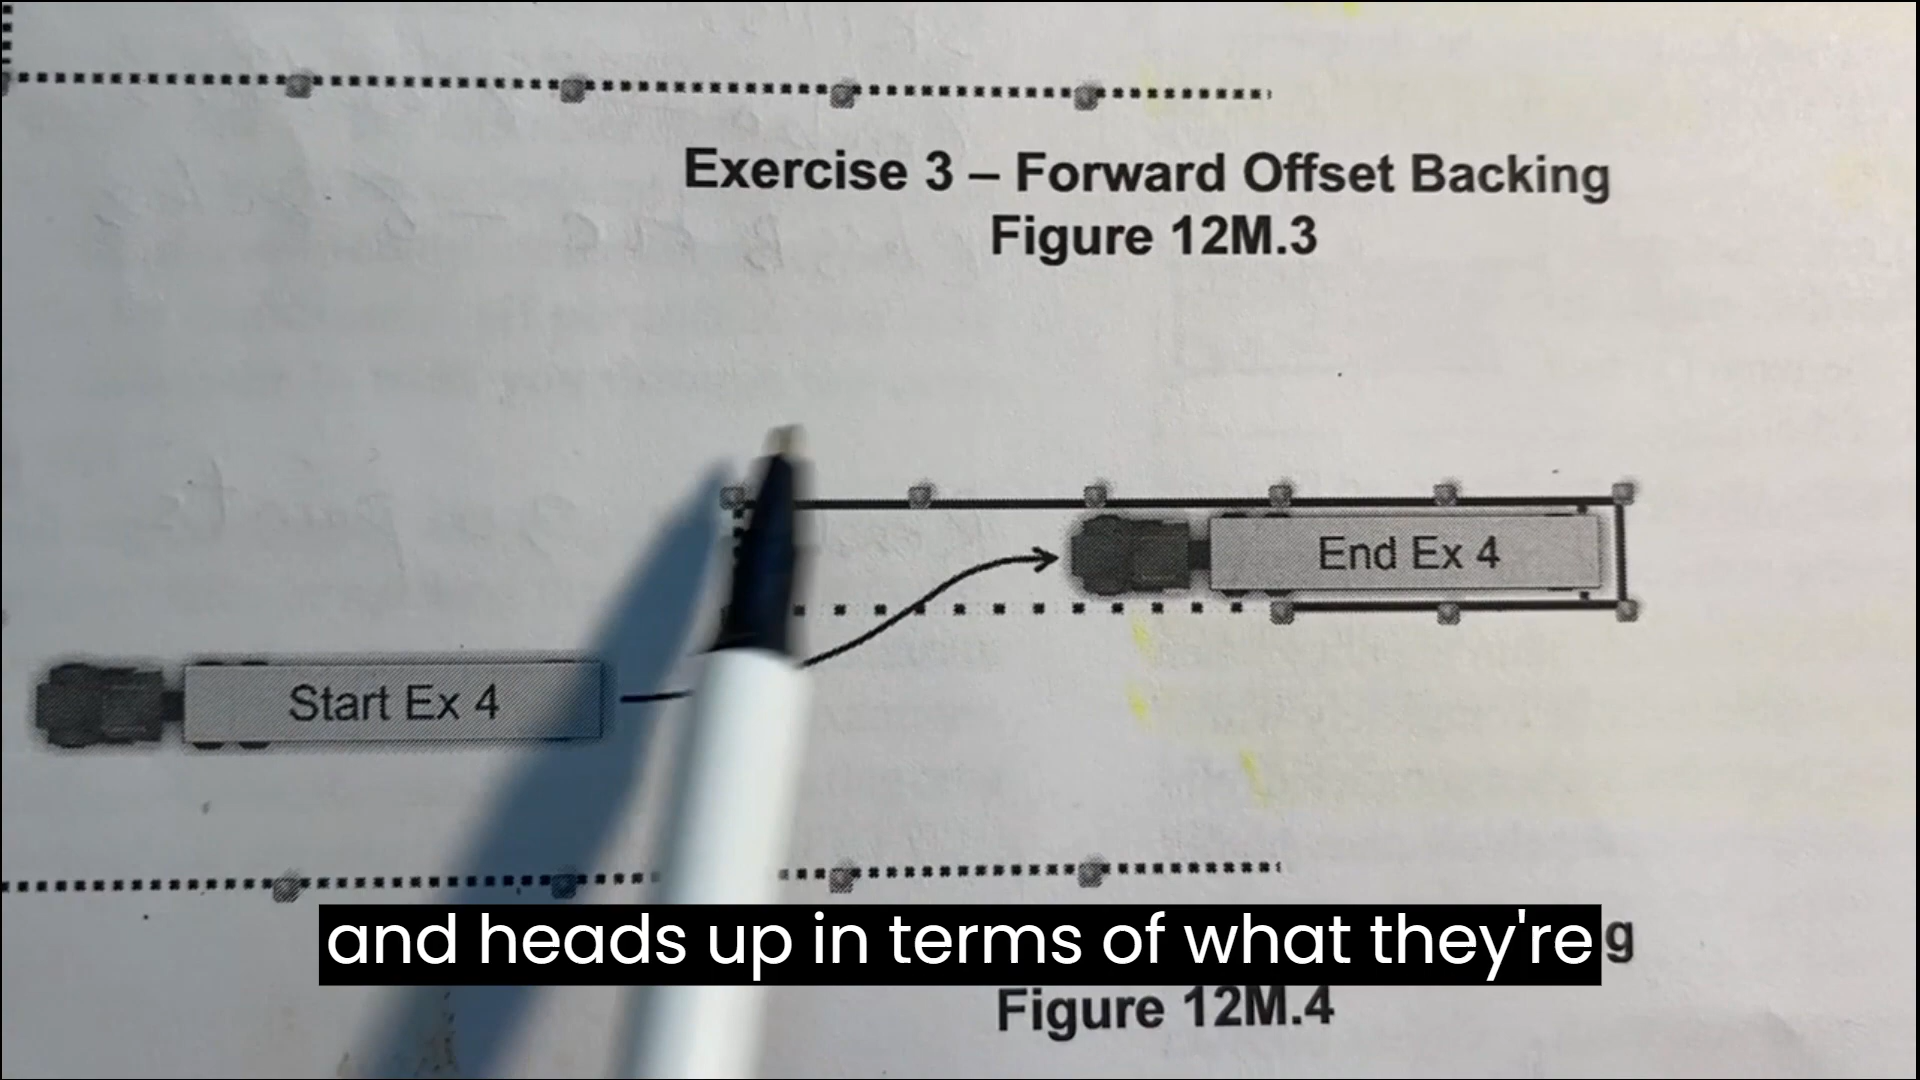 Exercise 3 – Forward Offset Backing
Figure 12M.3
End Ex 4
Start Ex 4
and heads up in terms of what they're
g
Figure 12M.4